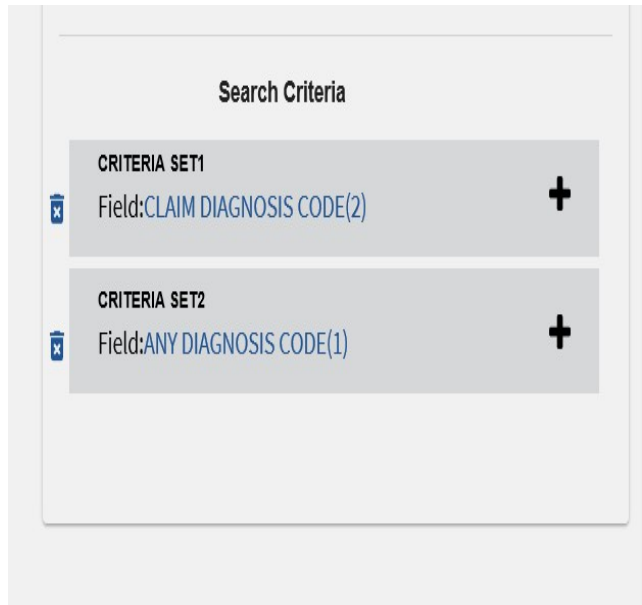 Search Criteria
CRITERIA SET1
Field:CLAIM DIAGNOSIS CODE(2)
CRITERIA SET2
Field:ANY DIAGNOSIS CODE(1)